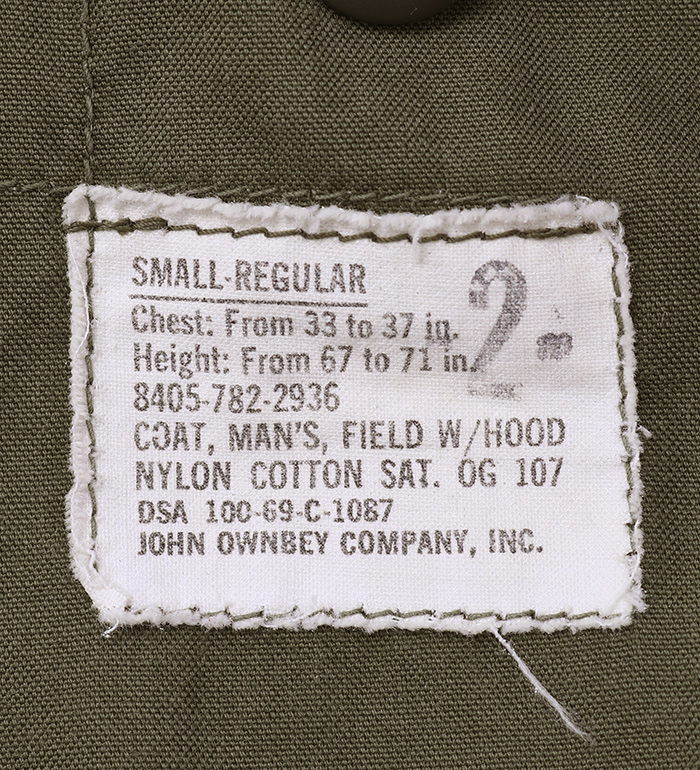 SMALL-REGULAR
Chest: From 33 to 37 in.
Height: From 67 to 71 in.
2
8405-782-2936
COAT, MAN'S, FIELD W/HOOD
NYLON COTTON SAT. OG 107
DSA 100-69-C-1087
JOHN OWNBEY COMPANY, INC.